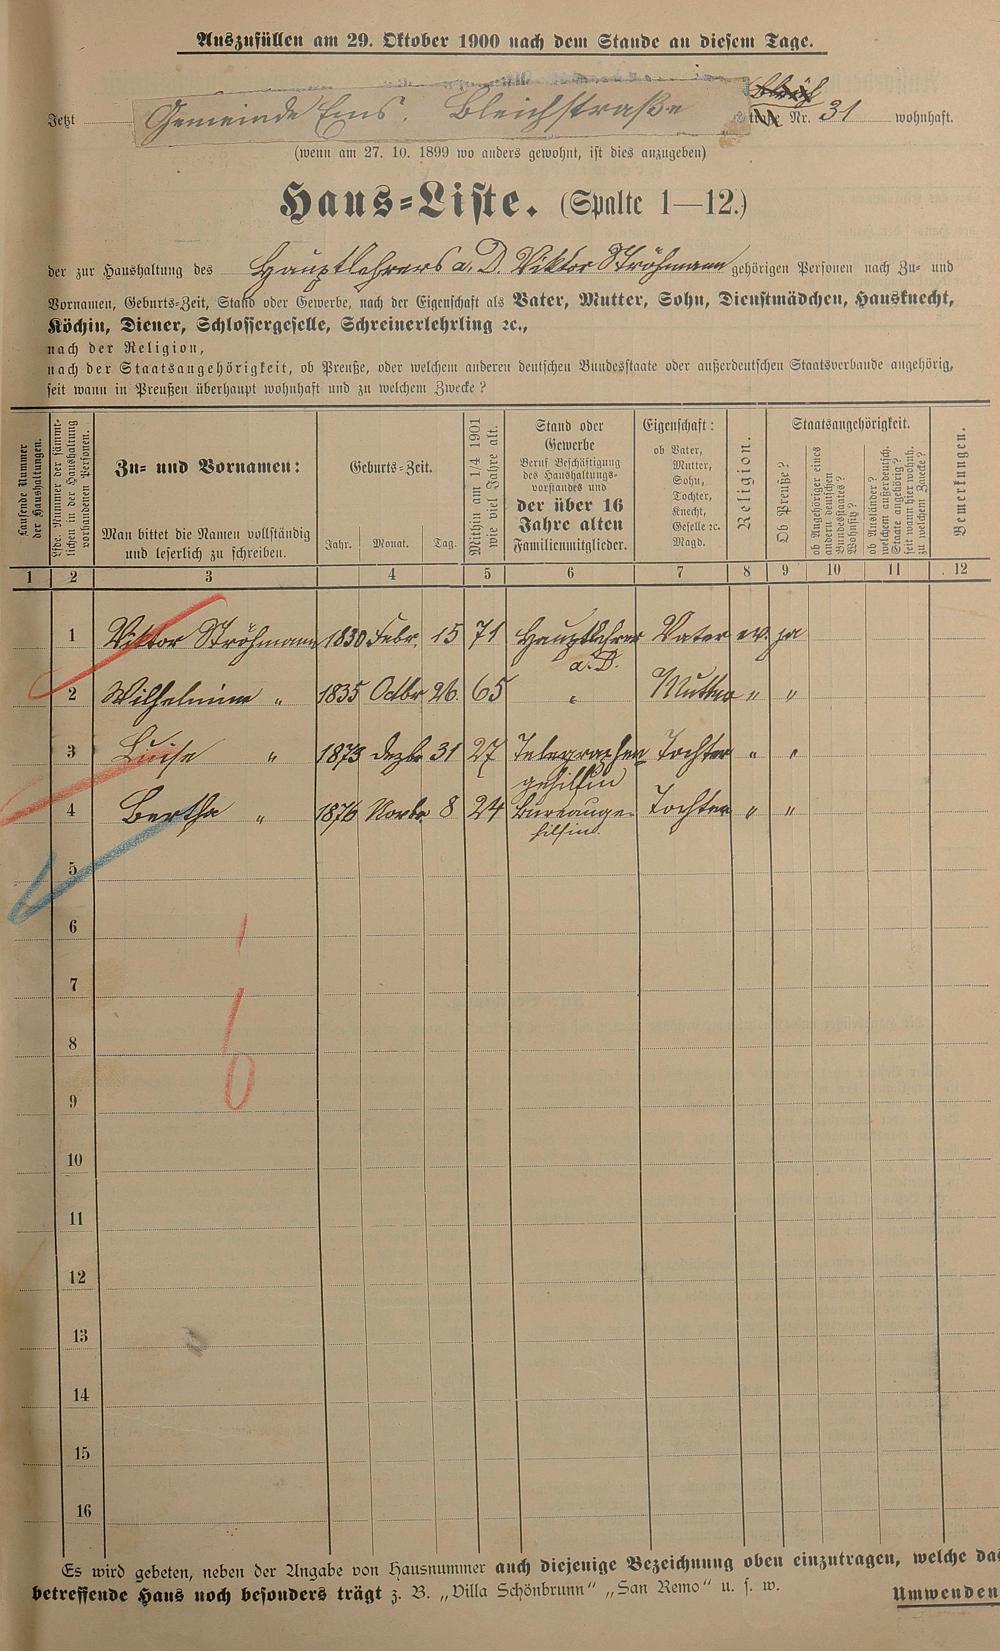 Auszufüllen am 29. Oktober 1900 nach dem Stande an diesem Tage.
Jetzt Gemeinde Ems. Bleichstraße Nr. 31 wohnhaft.
(wenn am 27. 10. 1899 wo anders gewohnt, ist dies anzugeben)
Haus-Liste. (Spalte 1—12.)
der zur Haushaltung des Hauptlehrers a. D. Viktor Ströhmann gehörigen Personen nach Zu- und
Vornamen, Geburts-Zeit, Stand oder Gewerbe, nach der Eigenschaft als Vater, Mutter, Sohn, Dienstmädchen, Hausknecht,
Köchin, Diener, Schlossergeselle, Schreinerlehrling ꝛc.,
nach der Religion,
nach der Staatsangehörigkeit, ob Preuße, oder welchem anderen deutschen Bundesstaate oder außerdeutschen Staatsverbande angehörig,
seit wann in Preußen überhaupt wohnhaft und zu welchem Zwecke?
Laufende Nummer
der Haushaltungen.
Lfde. Nummer der sämmt-
lichen in der Haushaltung
vorhandenen Personen.
Zu- und Vornamen:
Man bittet die Namen vollständig
und leserlich zu schreiben.
Geburts-Zeit.
Jahr. Monat. Tag.
Mithin am 1/4 1901
wie viel Jahre alt.
Stand oder
Gewerbe
Beruf Beschäftigung
des Haushaltungs-
vorstandes und
der über 16
Jahre alten
Familienmitglieder.
Eigenschaft:
ob Vater,
Mutter,
Sohn,
Tochter,
Knecht,
Geselle ꝛc.
Magd.
Religion.
Staatsangehörigkeit.
Ob Preuße?
ob Angehöriger eines
andern deutschen
Bundesstaates?
Wohnsitz?
ob Ausländer?
welchem außerdeutsch.
Staate angehörig?
seit wann hier wohnh.
zu welchem Zwecke?
Bemerkungen.
1 2 3 4 5 6 7 8 9 10 11 12
1 Viktor Ströhmann 1830 Febr. 15 71 Hauptlehrer Vater ev. ja
a. D.
2 Wilhelmine " 1835 Octbr 26. 65 " Mutter " "
3 Luise " 1873 Dezbr 31 27 Telegraphen Tochter " "
gehilfin
4 Bertha " 1876 Novbr 8 24 Bureauge- Tochter " "
hilfin.
5
6
7
8
9
10
11
12
13
14
15
16
Es wird gebeten, neben der Angabe von Hausnummer auch diejenige Bezeichnung oben einzutragen, welche das
betreffende Haus noch besonders trägt z. B. „Villa Schönbrunn" „San Remo" u. s. w.
Umwenden